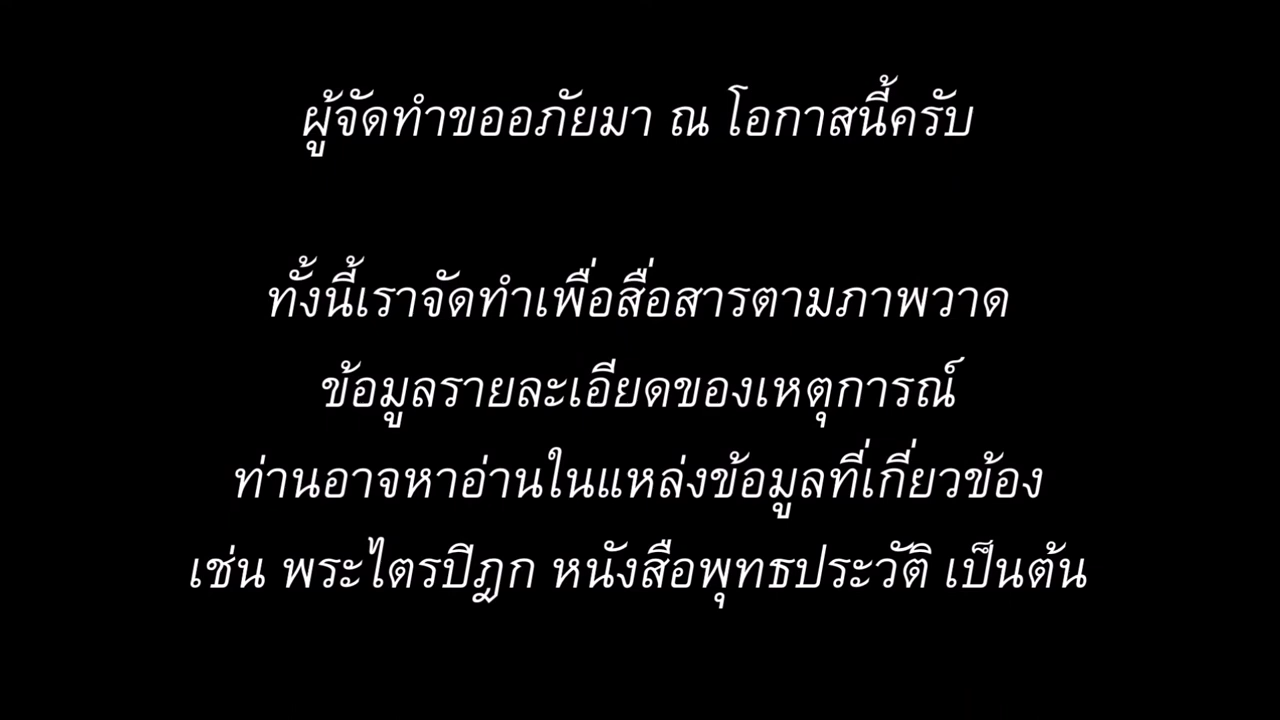 ผู้จัดทำขออภัยมา ณ โอกาสนี้ครับ
ทั้งนี้เราจัดทำเพื่อสื่อสารตามภาพวาด
ข้อมูลรายละเอียดของเหตุการณ์
ท่านอาจหาอ่านในแหล่งข้อมูลที่เกี่ยวข้อง
เช่น พระไตรปิฎก หนังสือพุทธประวัติ เป็นต้น